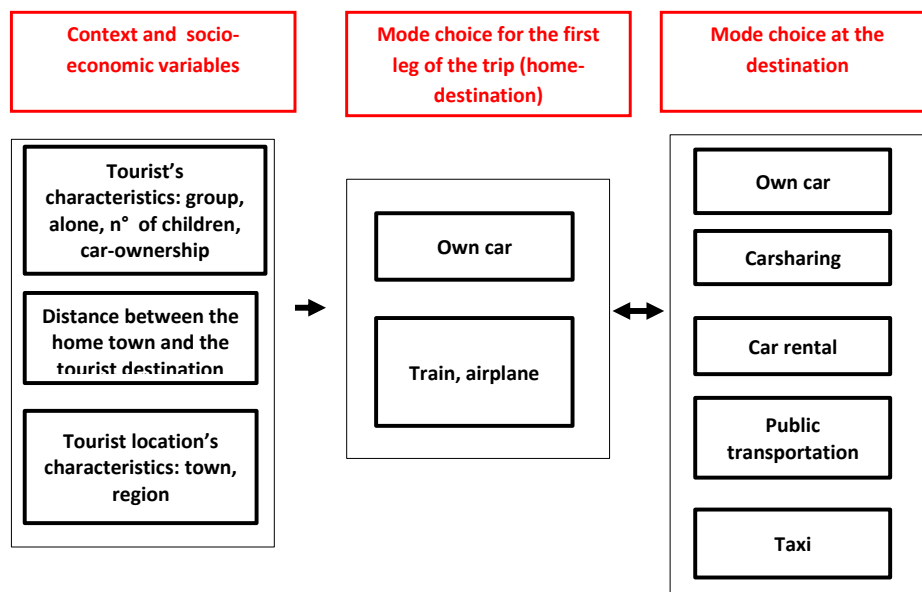 Context and socio-
economic variables
Mode choice for the first
leg of the trip (home-
destination)
Mode choice at the
destination
Tourist’s
characteristics: group,
alone, n° of children,
car-ownership
Distance between the
home town and the
tourist destination
Tourist location’s
characteristics: town,
region
Own car
Train, airplane
Own car
Carsharing
Car rental
Public
transportation
Taxi